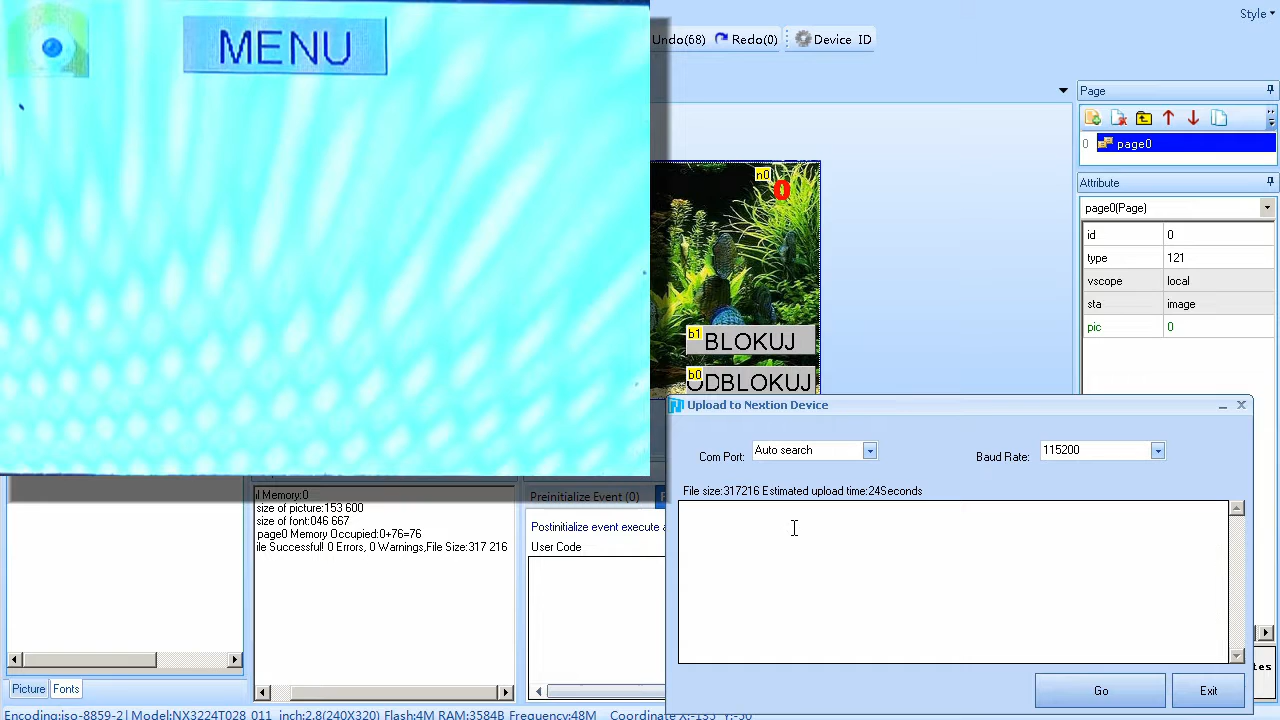 MENU
Undo(68)
Redo(0)
Device ID
Style
Page
0 page0
n0
0
b1
BLOKUJ
b0
ODBLOKUJ
Attribute
page0(Page)
id 0
type 121
vscope local
sta image
pic 0
Upload to Nextion Device
Com Port: Auto search
Baud Rate: 115200
File size:317216 Estimated upload time:24Seconds
Go
Exit
l Memory:0
size of picture:153 600
size of font:046 667
page0 Memory Occupied:0+76=76
ile Successful! 0 Errors, 0 Warnings,File Size:317 216
Preinitialize Event (0)
Postinitialize event execute a
User Code
Picture
Fonts
tes
Encoding:iso-8859-2 Model:NX3224T028_011 inch:2.8(240X320) Flash:4M RAM:3584B Frequency:48M Coordinate X:-135 Y:-50